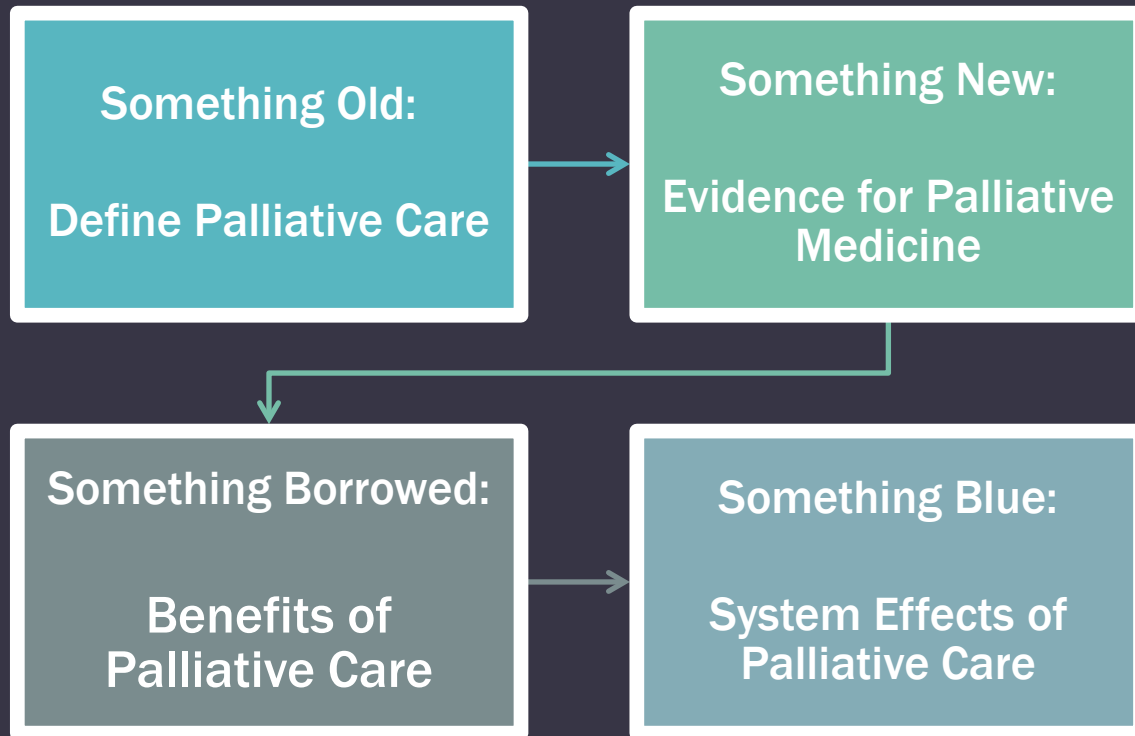 Something Old:
Define Palliative Care
Something New:
Evidence for Palliative
Medicine
Something Borrowed:
Benefits of
Palliative Care
Something Blue:
System Effects of
Palliative Care